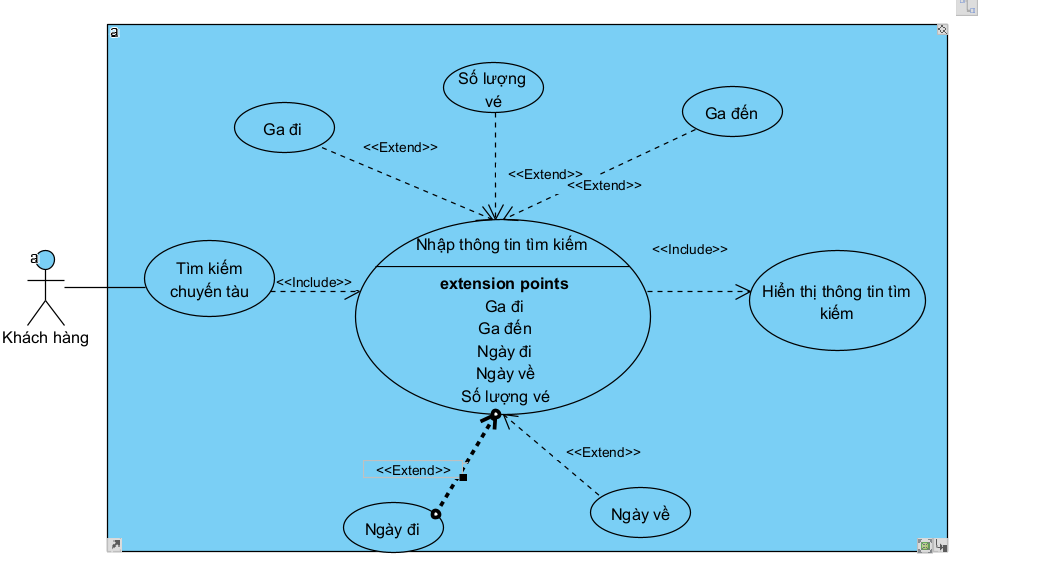 a
Số lượng
vé
Ga đi
Ga đến
<<Extend>>
<<Extend>>
<<Extend>>
Nhập thông tin tìm kiếm
<<Include>>
a
Tìm kiếm
chuyến tàu
<<Include>>
extension points
Ga đi
Ga đến
Ngày đi
Ngày về
Số lượng vé
Hiển thị thông tin tìm
kiếm
Khách hàng
<<Extend>>
<<Extend>>
Ngày đi
Ngày về